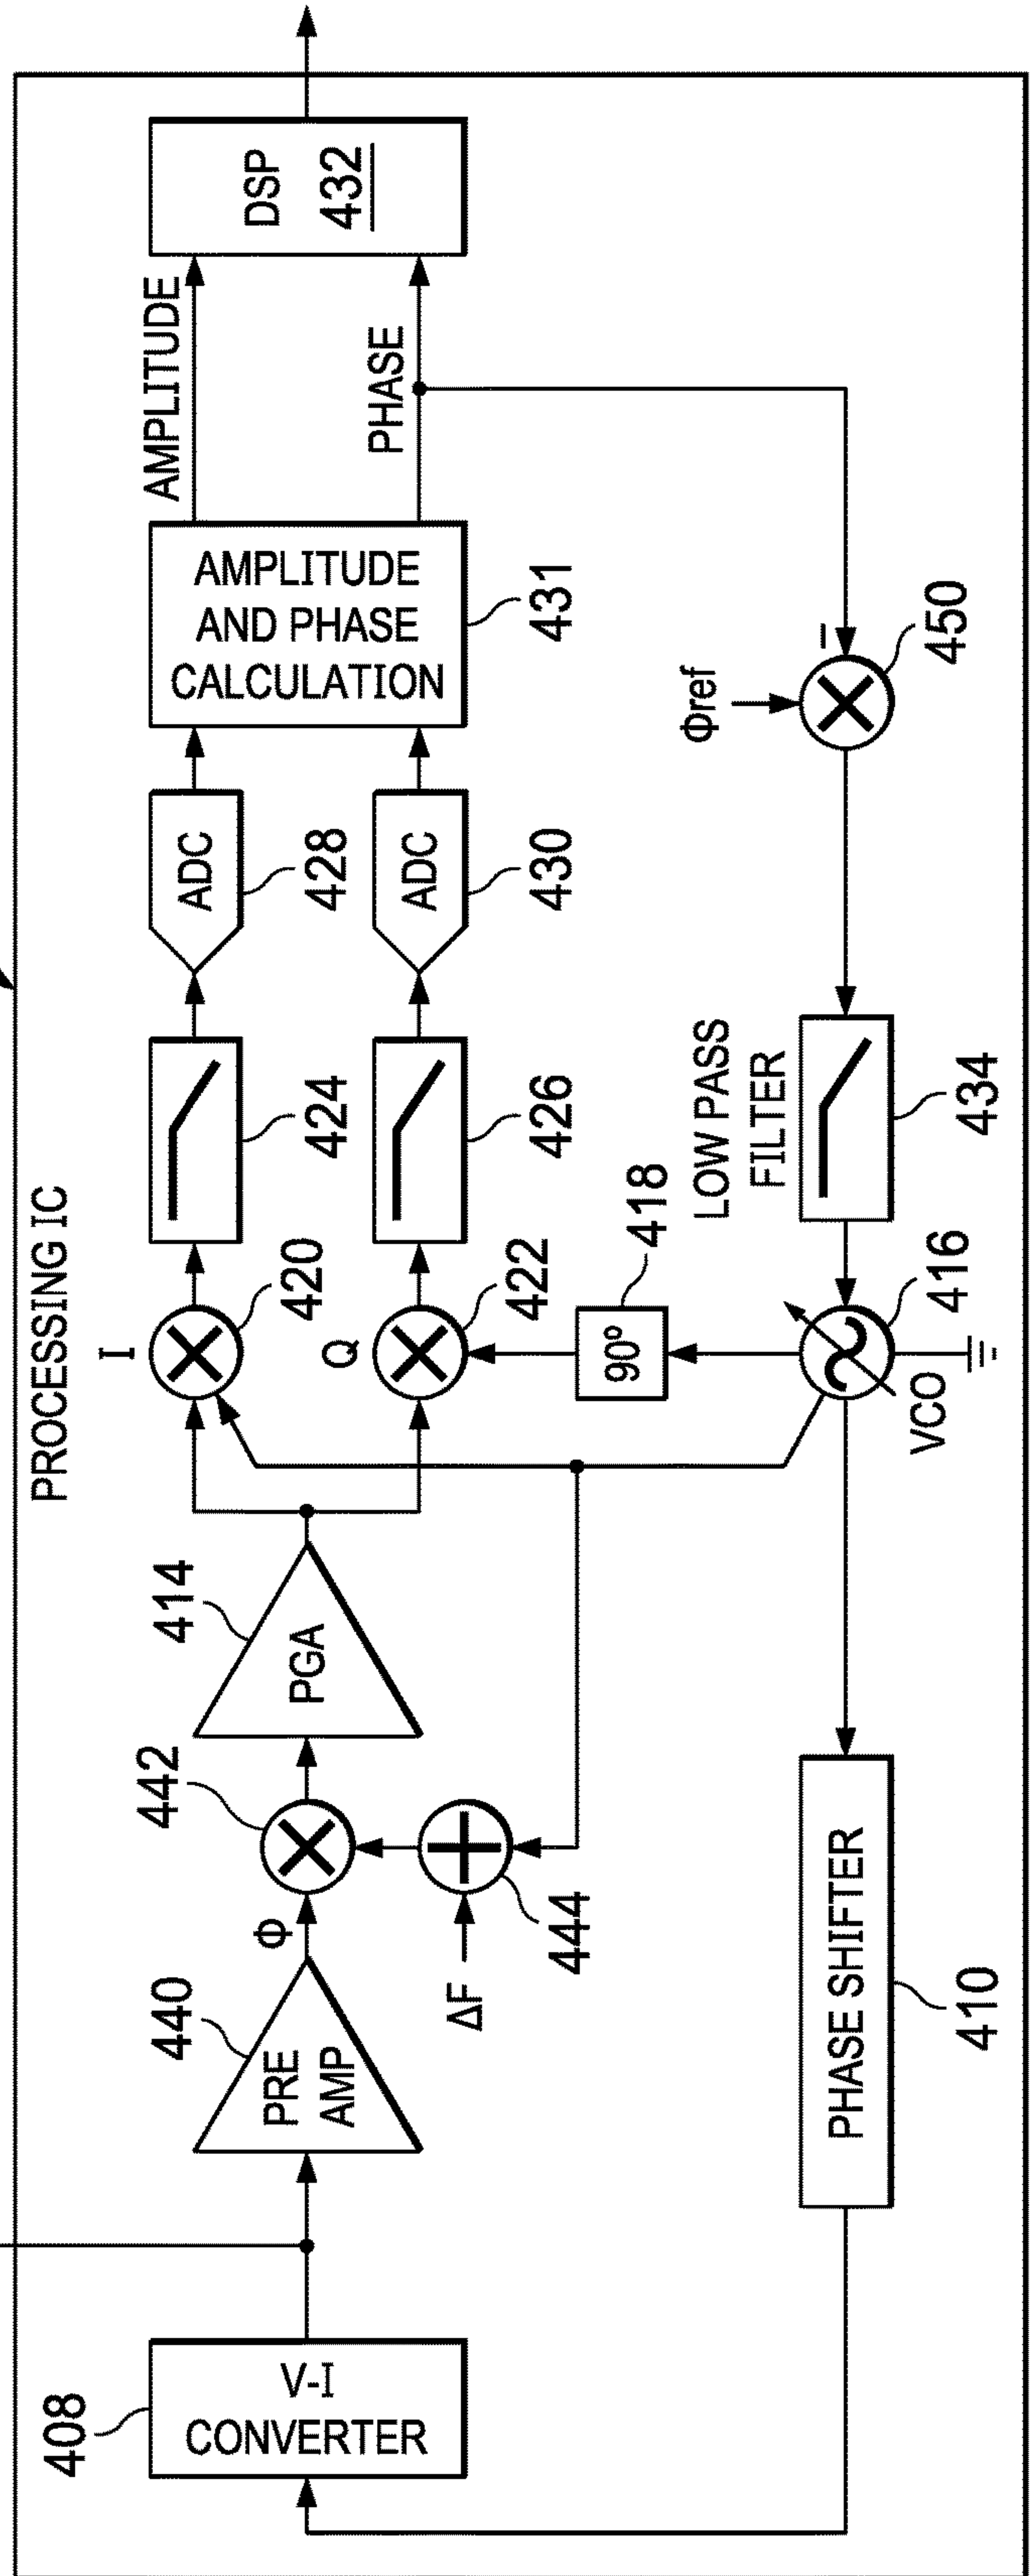 PROCESSING IC
408
V-I
CONVERTER
440
PRE
AMP
Φ
442
ΔF
444
414
PGA
I
420
Q
422
418
90º
424
426
ADC
428
ADC
430
AMPLITUDE
AND PHASE
CALCULATION
431
AMPLITUDE
PHASE
DSP
432
PHASE SHIFTER
410
VCO
416
LOW PASS
FILTER
434
Φref
–
450